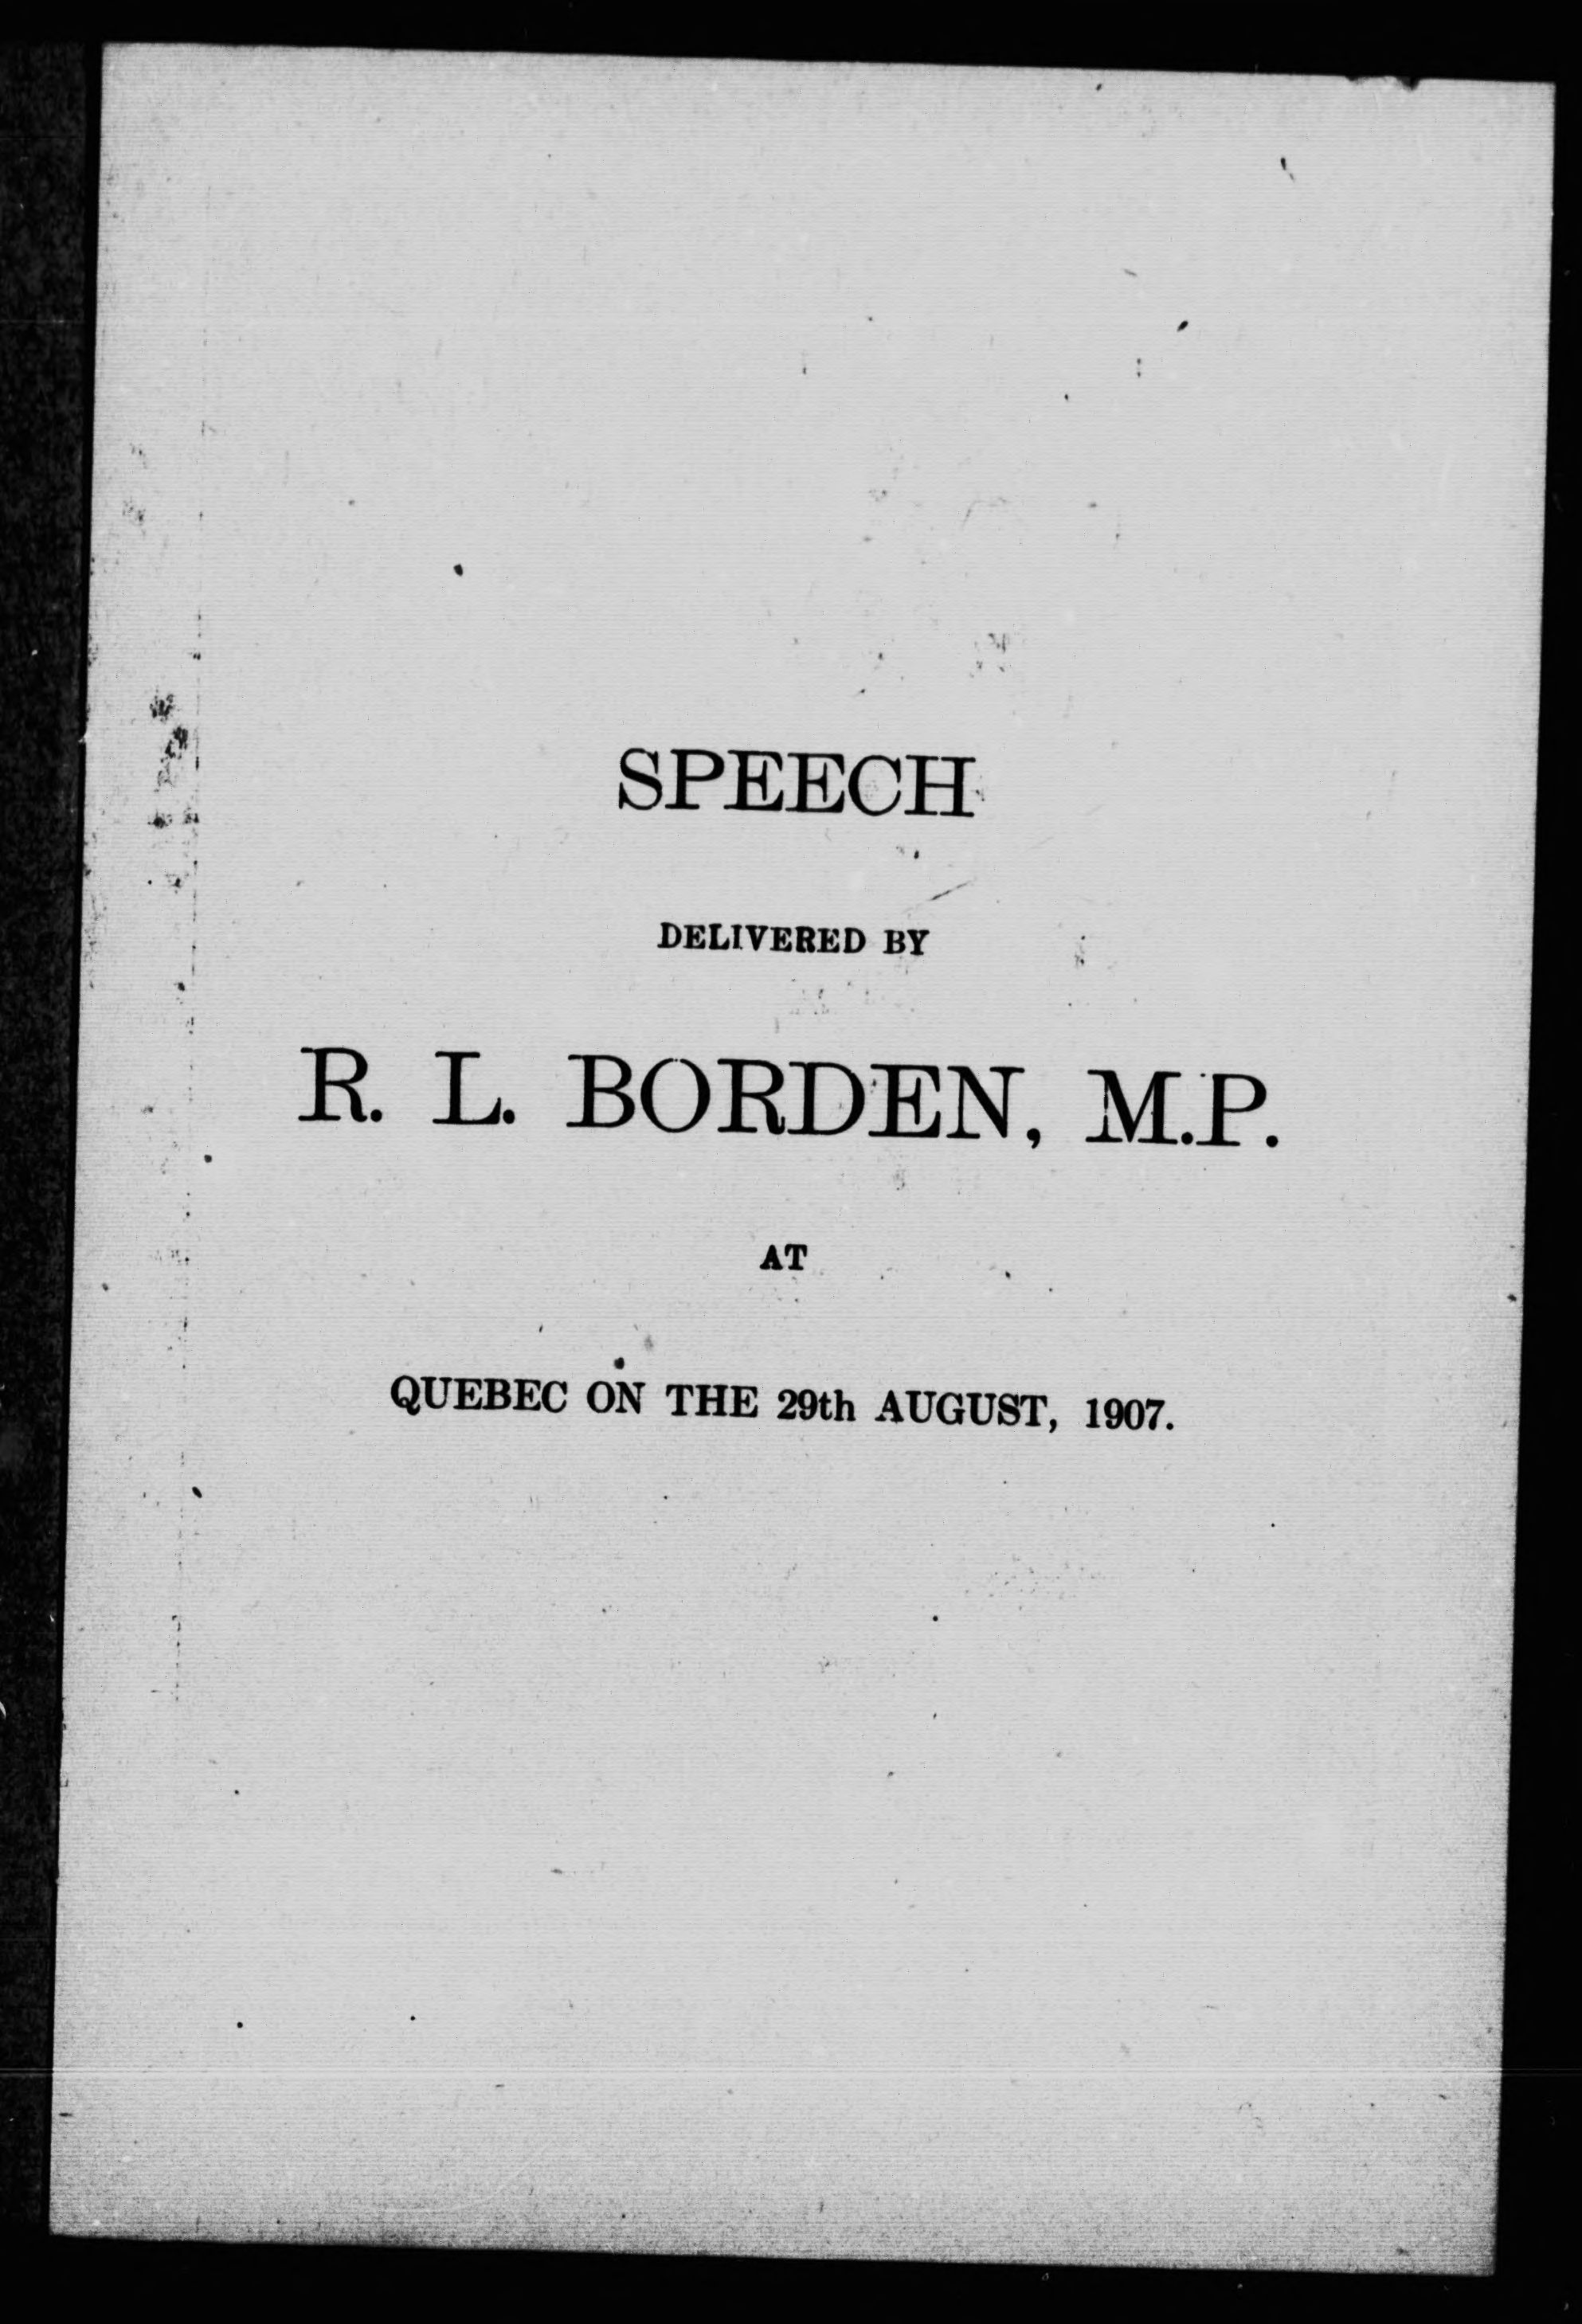 SPEECH
DELIVERED BY
R. L. BORDEN, M.P.
AT
QUEBEC ON THE 29th AUGUST, 1907.